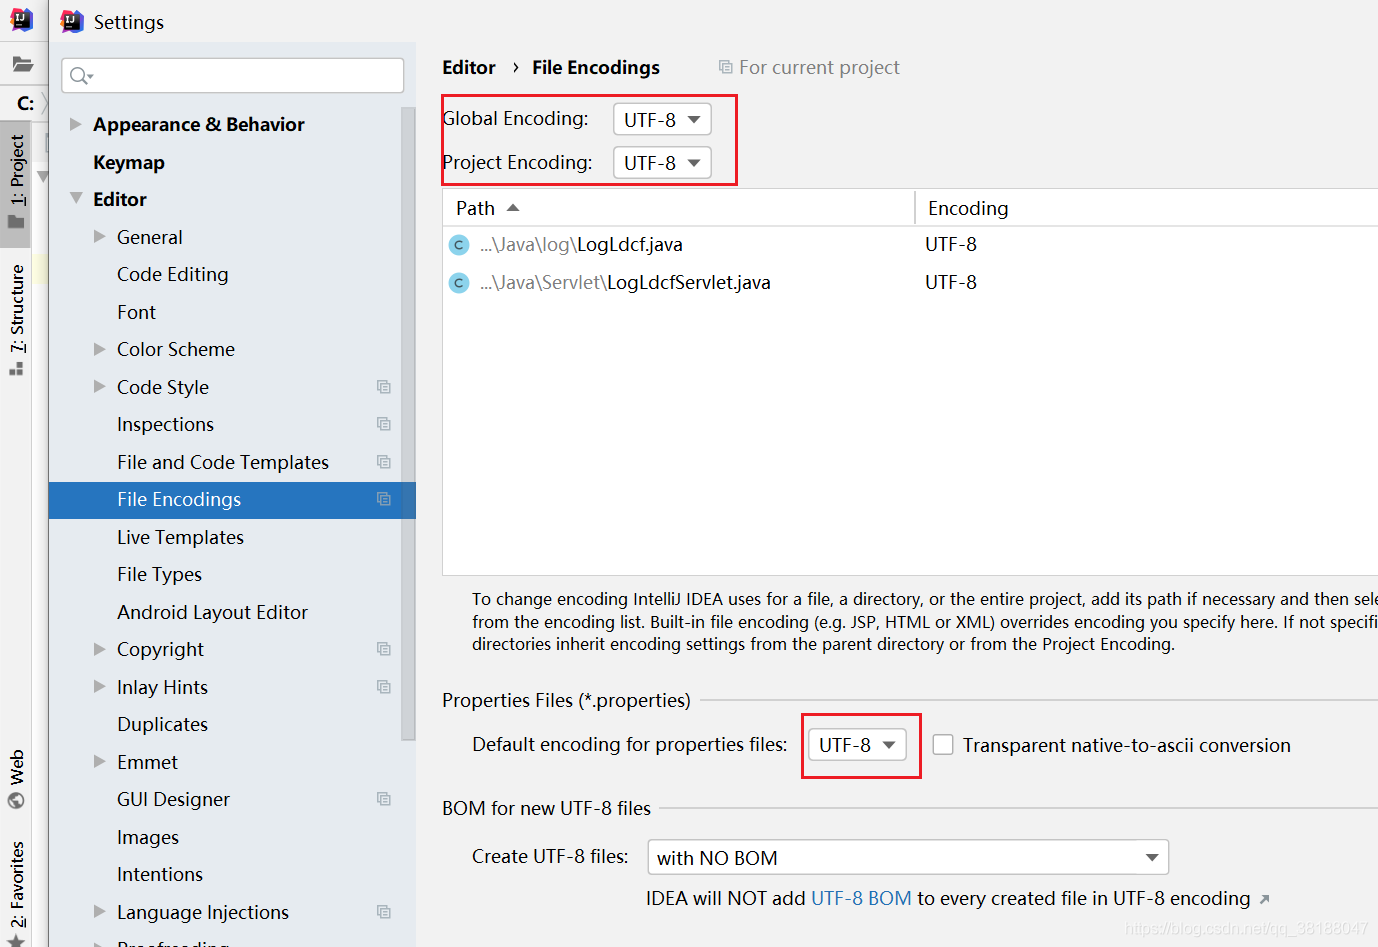 Settings
C:
1: Project
7: Structure
Web
2: Favorites
Appearance & Behavior
Keymap
Editor
General
Code Editing
Font
Color Scheme
Code Style
Inspections
File and Code Templates
File Encodings
Live Templates
File Types
Android Layout Editor
Copyright
Inlay Hints
Duplicates
Emmet
GUI Designer
Images
Intentions
Language Injections
Proofreading
Editor › File Encodings For current project
Global Encoding: UTF-8
Project Encoding: UTF-8
Path Encoding
C ...\Java\log\LogLdcf.java UTF-8
C ...\Java\Servlet\LogLdcfServlet.java UTF-8
To change encoding IntelliJ IDEA uses for a file, a directory, or the entire project, add its path if necessary and then sele
from the encoding list. Built-in file encoding (e.g. JSP, HTML or XML) overrides encoding you specify here. If not specifi
directories inherit encoding settings from the parent directory or from the Project Encoding.
Properties Files (*.properties)
Default encoding for properties files: UTF-8 Transparent native-to-ascii conversion
BOM for new UTF-8 files
Create UTF-8 files: with NO BOM
IDEA will NOT add UTF-8 BOM to every created file in UTF-8 encoding
https://blog.csdn.net/qq_38188047